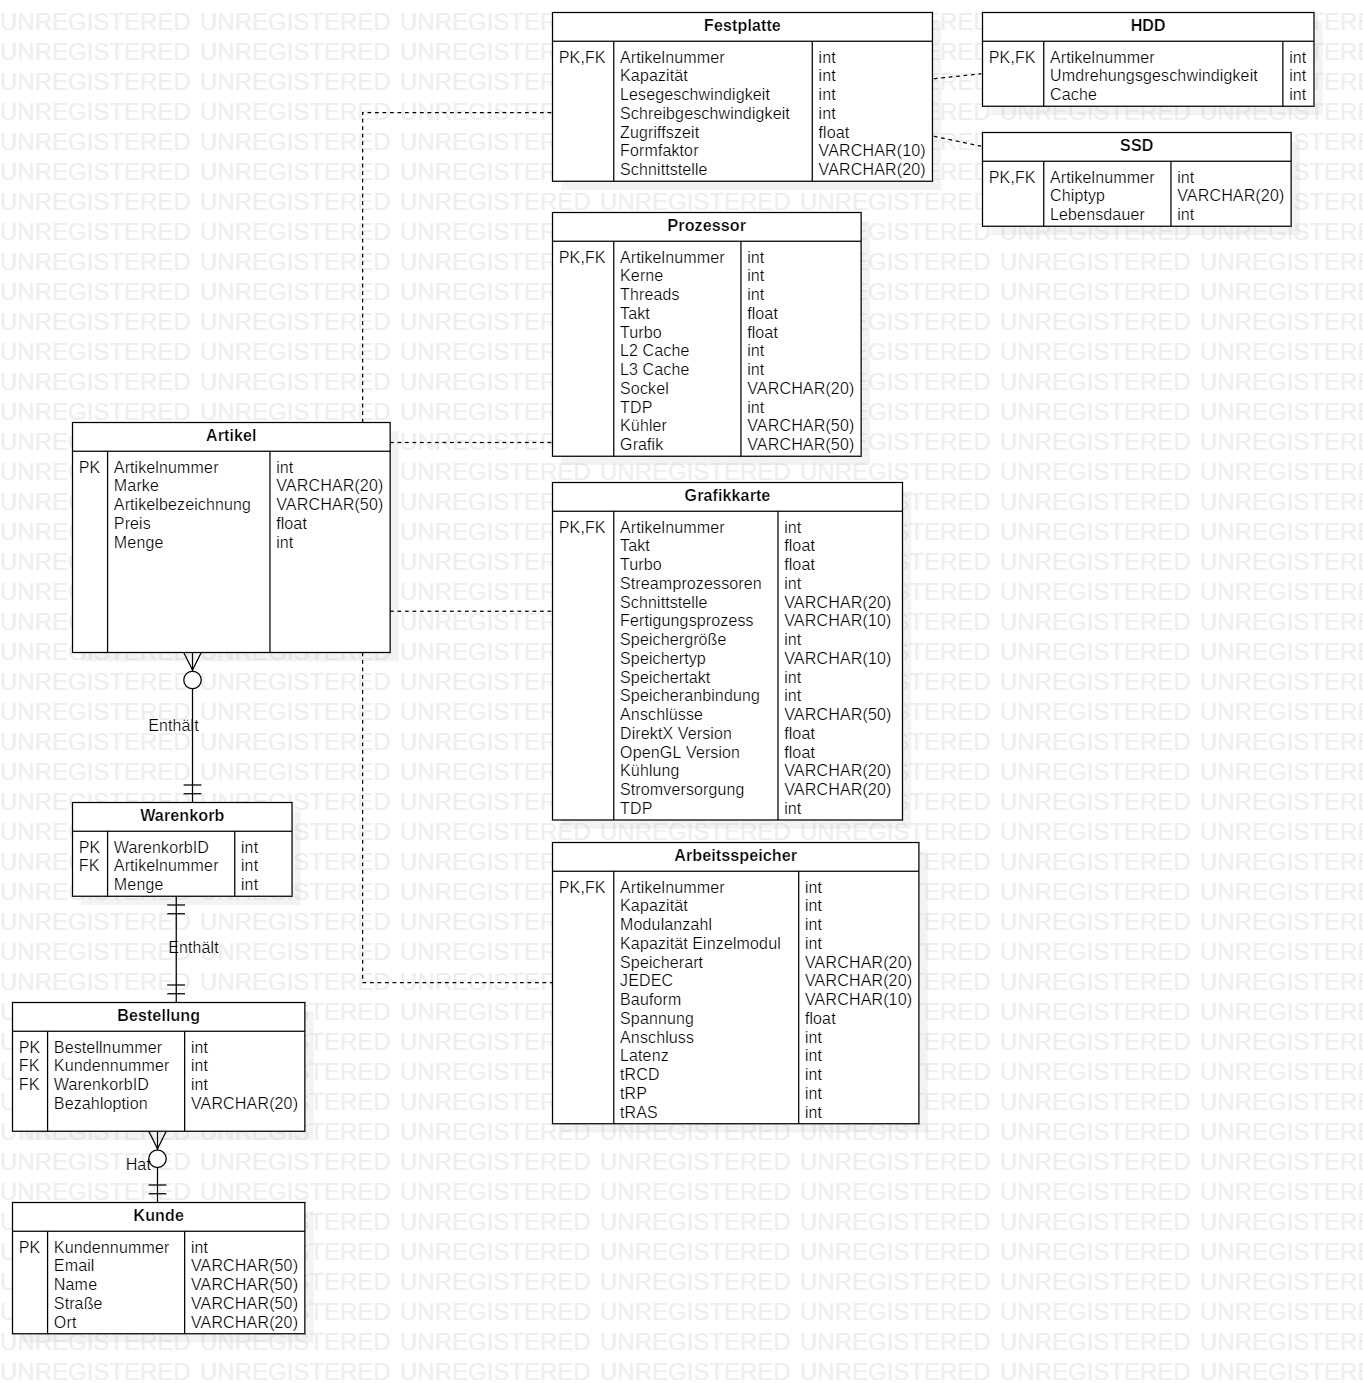 Festplatte
PK,FK Artikelnummer int
Kapazität int
Lesegeschwindigkeit int
Schreibgeschwindigkeit int
Zugriffszeit float
Formfaktor VARCHAR(10)
Schnittstelle VARCHAR(20)
HDD
PK,FK Artikelnummer int
Umdrehungsgeschwindigkeit int
Cache int
SSD
PK,FK Artikelnummer int
Chiptyp VARCHAR(20)
Lebensdauer int
Prozessor
PK,FK Artikelnummer int
Kerne int
Threads int
Takt float
Turbo float
L2 Cache int
L3 Cache int
Sockel VARCHAR(20)
TDP int
Kühler VARCHAR(50)
Grafik VARCHAR(50)
Artikel
PK Artikelnummer int
Marke VARCHAR(20)
Artikelbezeichnung VARCHAR(50)
Preis float
Menge int
Grafikkarte
PK,FK Artikelnummer int
Takt float
Turbo float
Streamprozessoren int
Schnittstelle VARCHAR(20)
Fertigungsprozess VARCHAR(10)
Speichergröße int
Speichertyp VARCHAR(10)
Speichertakt int
Speicheranbindung int
Anschlüsse VARCHAR(50)
DirektX Version float
OpenGL Version float
Kühlung VARCHAR(20)
Stromversorgung VARCHAR(20)
TDP int
Enthält
Warenkorb
PK WarenkorbID int
FK Artikelnummer int
Menge int
Arbeitsspeicher
PK,FK Artikelnummer int
Kapazität int
Modulanzahl int
Kapazität Einzelmodul int
Speicherart VARCHAR(20)
JEDEC VARCHAR(20)
Bauform VARCHAR(10)
Spannung float
Anschluss int
Latenz int
tRCD int
tRP int
tRAS int
Enthält
Bestellung
PK Bestellnummer int
FK Kundennummer int
FK WarenkorbID int
Bezahloption VARCHAR(20)
Hat
Kunde
PK Kundennummer int
Email VARCHAR(50)
Name VARCHAR(50)
Straße VARCHAR(50)
Ort VARCHAR(20)
UNREGISTERED